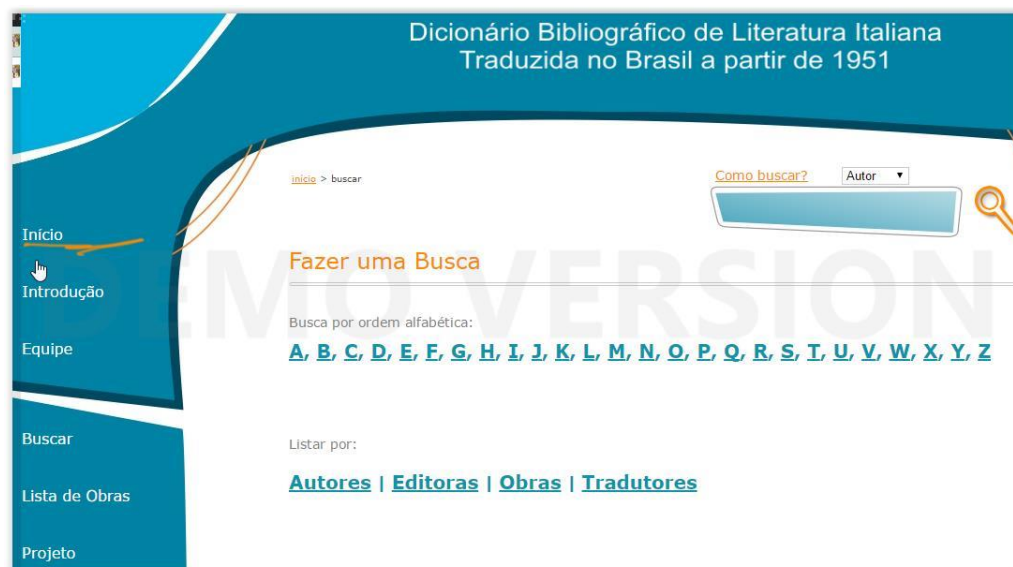 Dicionário Bibliográfico de Literatura Italiana
Traduzida no Brasil a partir de 1951
início > buscar
Como buscar? Autor
Início
Introdução
Equipe
Buscar
Lista de Obras
Projeto
Fazer uma Busca
Busca por ordem alfabética:
A, B, C, D, E, F, G, H, I, J, K, L, M, N, O, P, Q, R, S, T, U, V, W, X, Y, Z
Listar por:
Autores | Editoras | Obras | Tradutores
DEMO VERSION